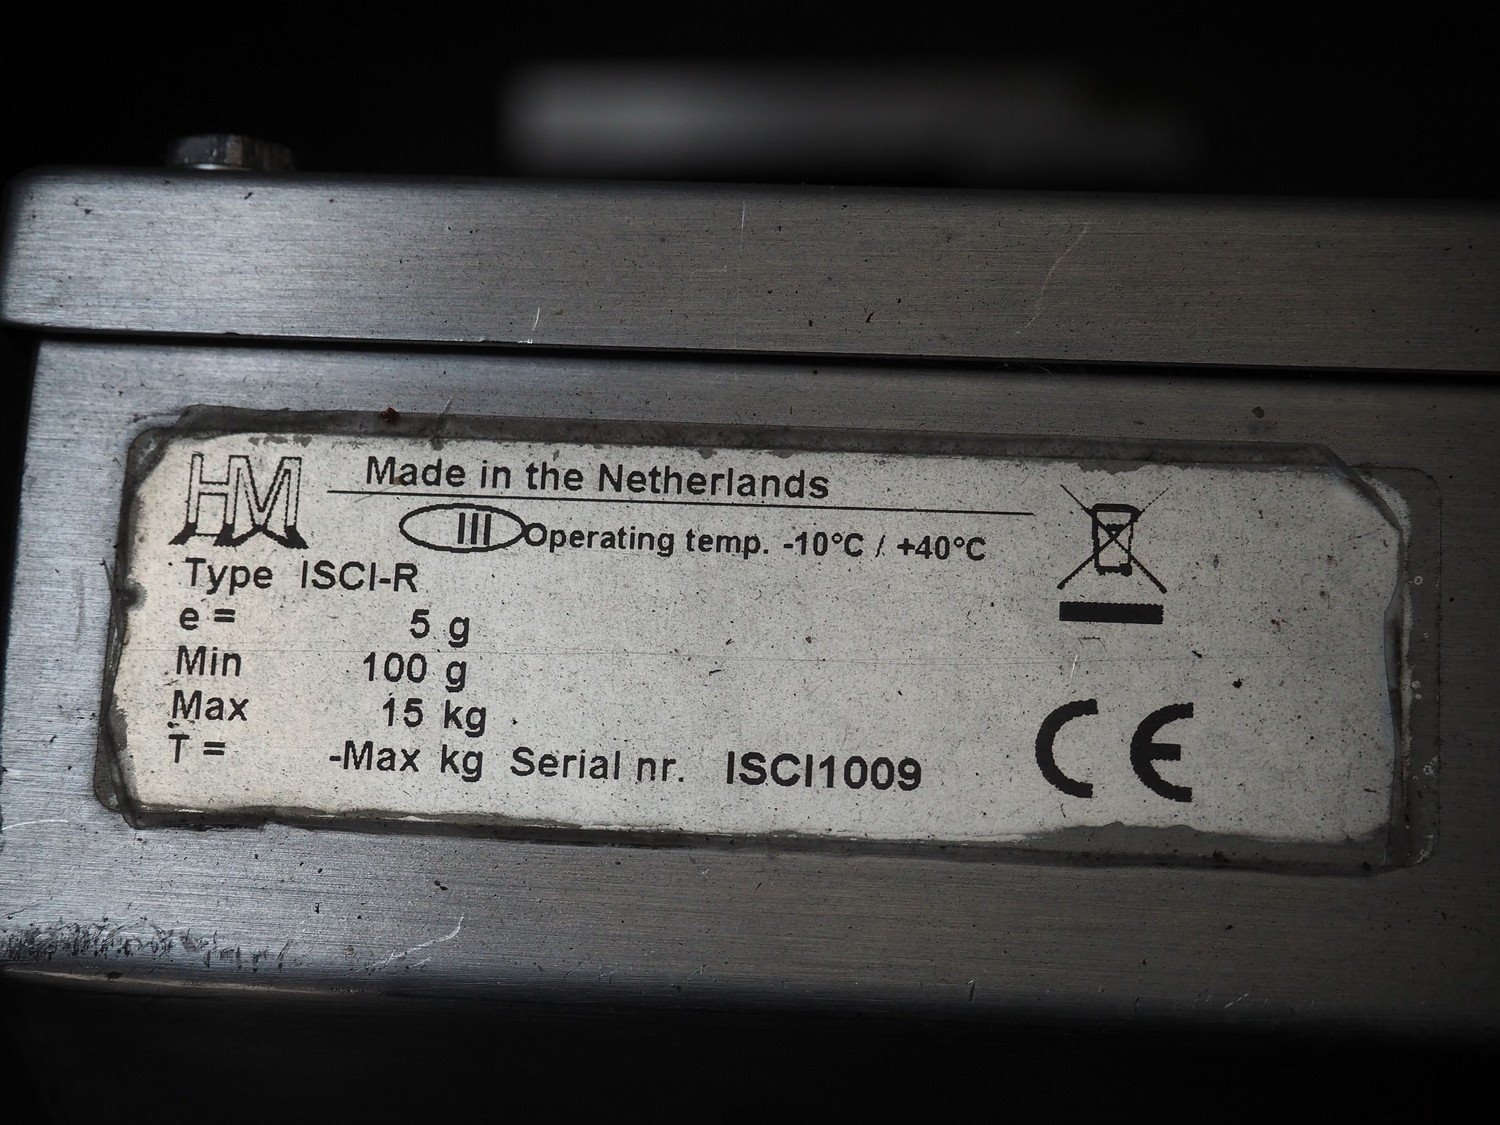 HM
Made in the Netherlands
III Operating temp. -10°C / +40°C
Type ISCI-R
e = 5 g
Min 100 g
Max 15 kg
T = -Max kg Serial nr. ISCI1009
CE